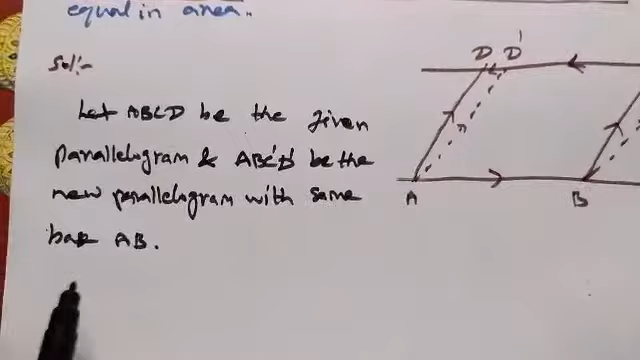 equal in area.
Sol:-
D D'
Let ABCD be the given
parallelogram & ABC'D' be the
new parallelogram with same
base AB.
A B